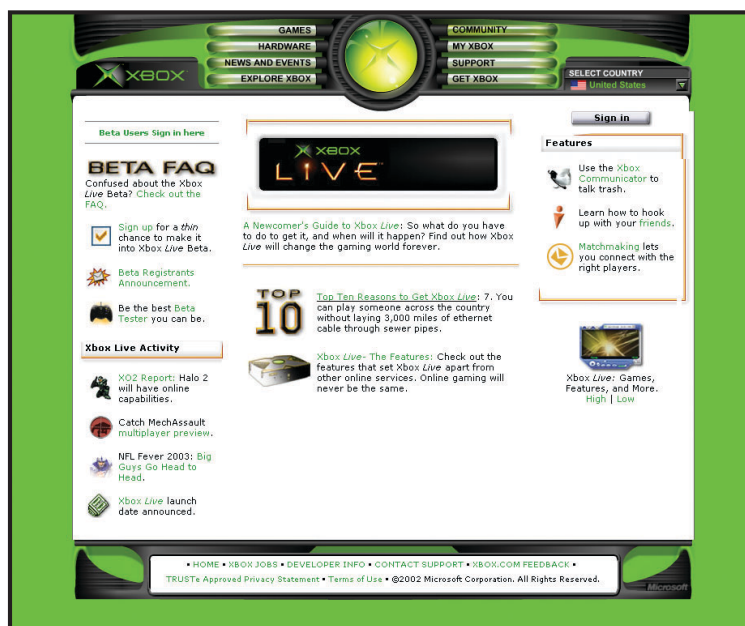 GAMES
HARDWARE
NEWS AND EVENTS
EXPLORE XBOX
COMMUNITY
MY XBOX
SUPPORT
GET XBOX
XBOX
SELECT COUNTRY
United States
Beta Users Sign in here
BETA FAQ
Confused about the Xbox
Live Beta? Check out the
FAQ.
Sign up for a thin
chance to make it
into Xbox Live Beta.
Beta Registrants
Announcement.
Be the best Beta
Tester you can be.
Xbox Live Activity
XO2 Report: Halo 2
will have online
capabilities.
Catch MechAssault
multiplayer preview.
NFL Fever 2003: Big
Guys Go Head to
Head.
Xbox Live launch
date announced.
XBOX
LIVE™
A Newcomer's Guide to Xbox Live: So what do you have
to do to get it, and when will it happen? Find out how Xbox
Live will change the gaming world forever.
TOP
10
Top Ten Reasons to Get Xbox Live: 7. You
can play someone across the country
without laying 3,000 miles of ethernet
cable through sewer pipes.
Xbox Live- The Features: Check out the
features that set Xbox Live apart from
other online services. Online gaming will
never be the same.
Sign in
Features
Use the Xbox
Communicator to
talk trash.
Learn how to hook
up with your friends.
Matchmaking lets
you connect with the
right players.
Xbox Live: Games,
Features, and More.
High | Low
▪ HOME ▪ XBOX JOBS ▪ DEVELOPER INFO ▪ CONTACT SUPPORT ▪ XBOX.COM FEEDBACK ▪
TRUSTe Approved Privacy Statement ▪ Terms of Use ▪ ©2002 Microsoft Corporation. All Rights Reserved.
Microsoft